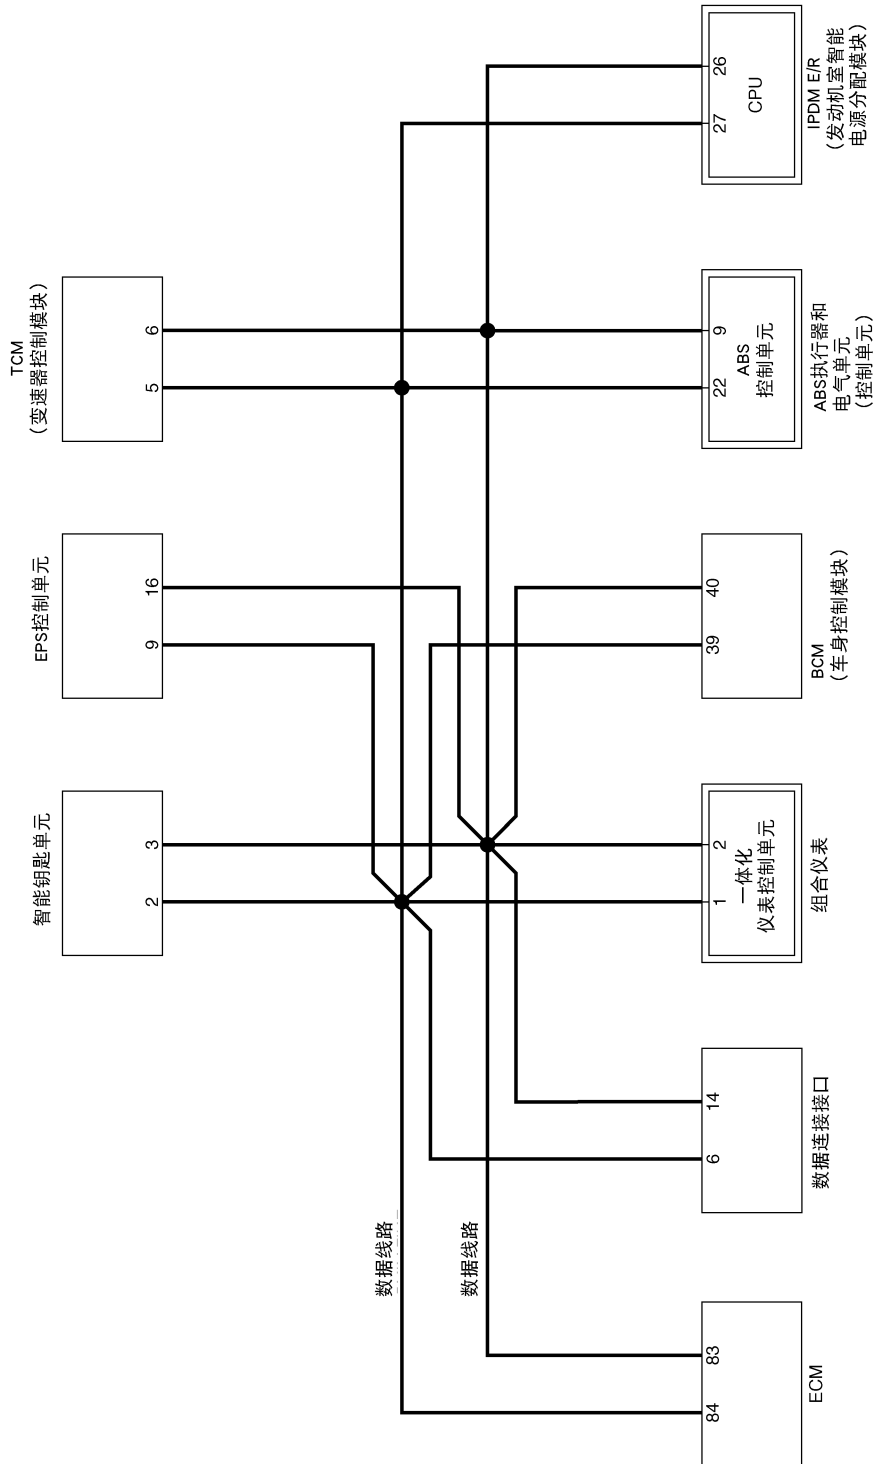 TCM
（变速器控制模块）
6
5
EPS控制单元
16
9
智能钥匙单元
3
2
数据线路
数据线路
26
27
CPU
IPDM E/R
（发动机室智能
电源分配模块）
9
22
ABS
控制单元
ABS执行器和
电气单元
（控制单元）
40
39
BCM
（车身控制模块）
2
1
一体化
仪表控制单元
组合仪表
14
6
数据连接接口
83
84
ECM